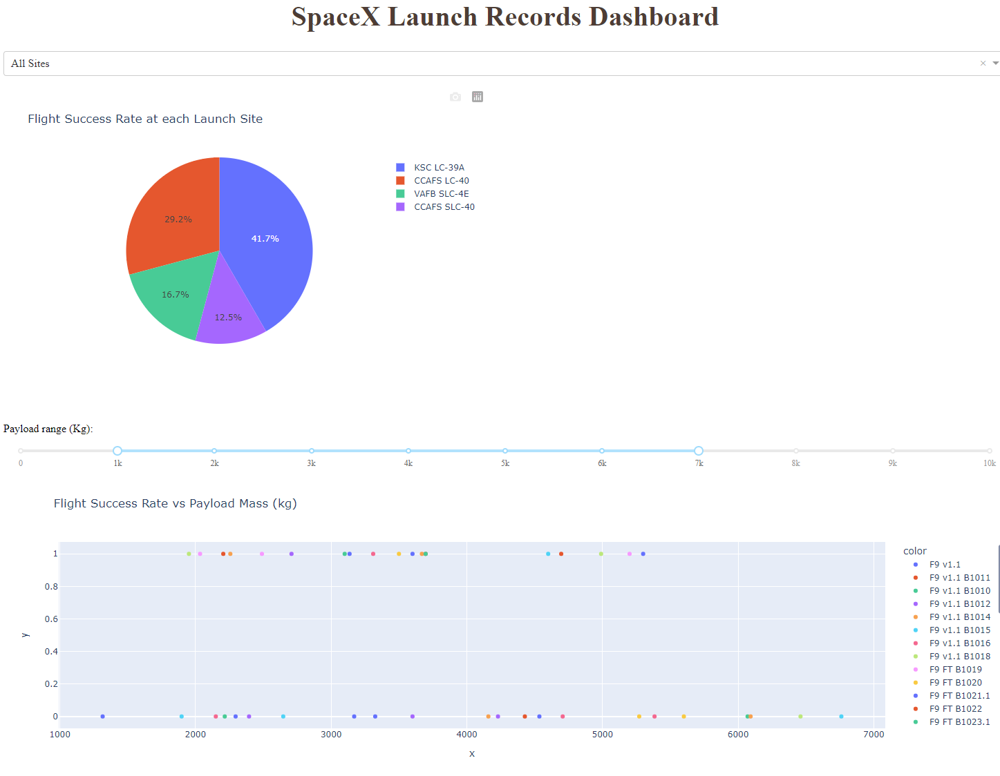 SpaceX Launch Records Dashboard
All Sites
Flight Success Rate at each Launch Site
KSC LC-39A
CCAFS LC-40
VAFB SLC-4E
CCAFS SLC-40
29.2%
41.7%
16.7%
12.5%
Payload range (Kg):
0 1k 2k 3k 4k 5k 6k 7k 8k 9k 10k
Flight Success Rate vs Payload Mass (kg)
1
0.8
0.6
0.4
0.2
0
y
1000 2000 3000 4000 5000 6000 7000
x
color
F9 v1.1
F9 v1.1 B1011
F9 v1.1 B1010
F9 v1.1 B1012
F9 v1.1 B1014
F9 v1.1 B1015
F9 v1.1 B1016
F9 v1.1 B1018
F9 FT B1019
F9 FT B1020
F9 FT B1021.1
F9 FT B1022
F9 FT B1023.1